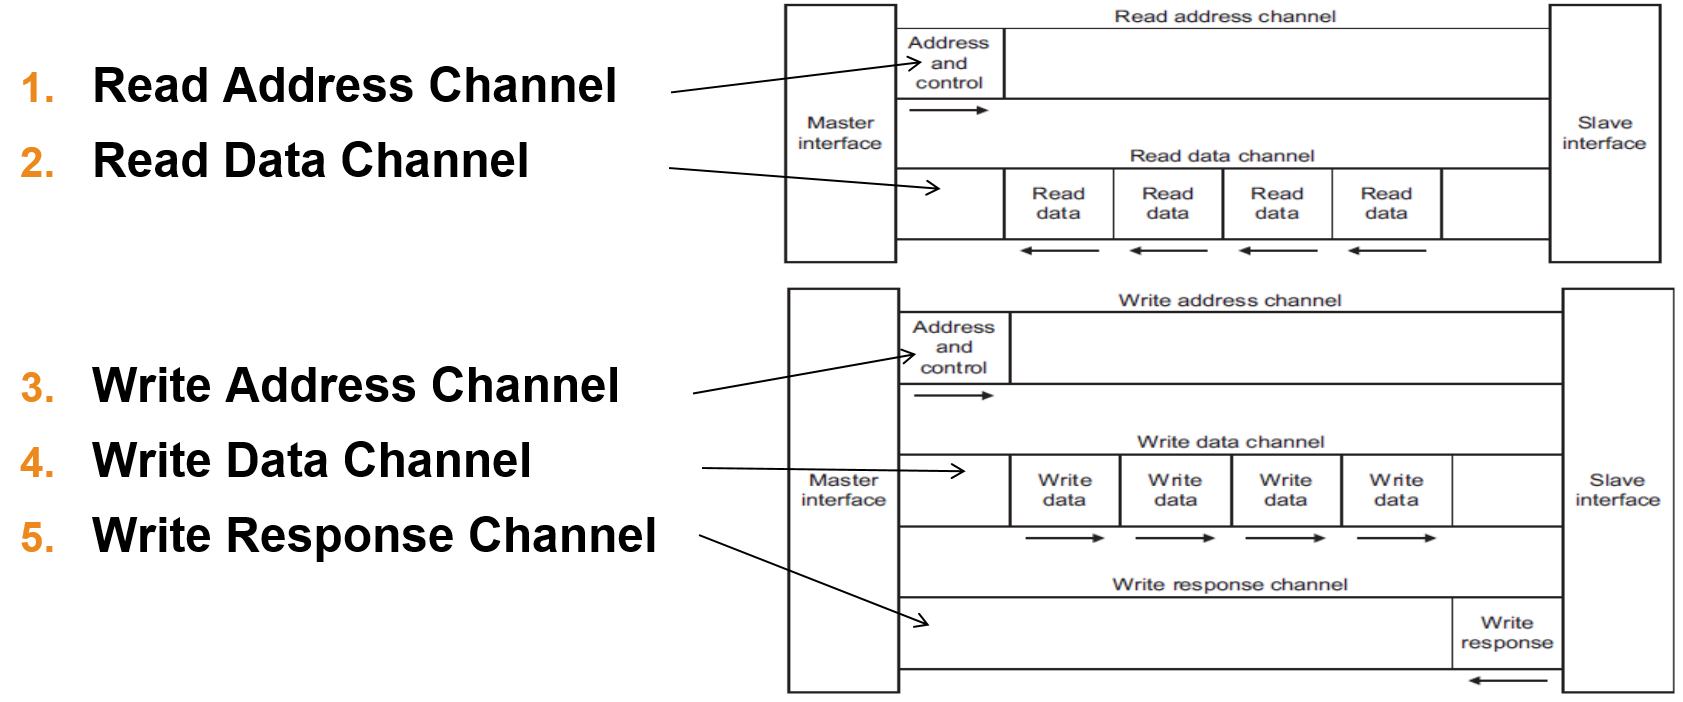 1. Read Address Channel
2. Read Data Channel
3. Write Address Channel
4. Write Data Channel
5. Write Response Channel
Read address channel
Address
and
control
Master
interface
Slave
interface
Read data channel
Read
data
Read
data
Read
data
Read
data
Write address channel
Address
and
control
Write data channel
Master
interface
Write
data
Write
data
Write
data
Write
data
Slave
interface
Write response channel
Write
response